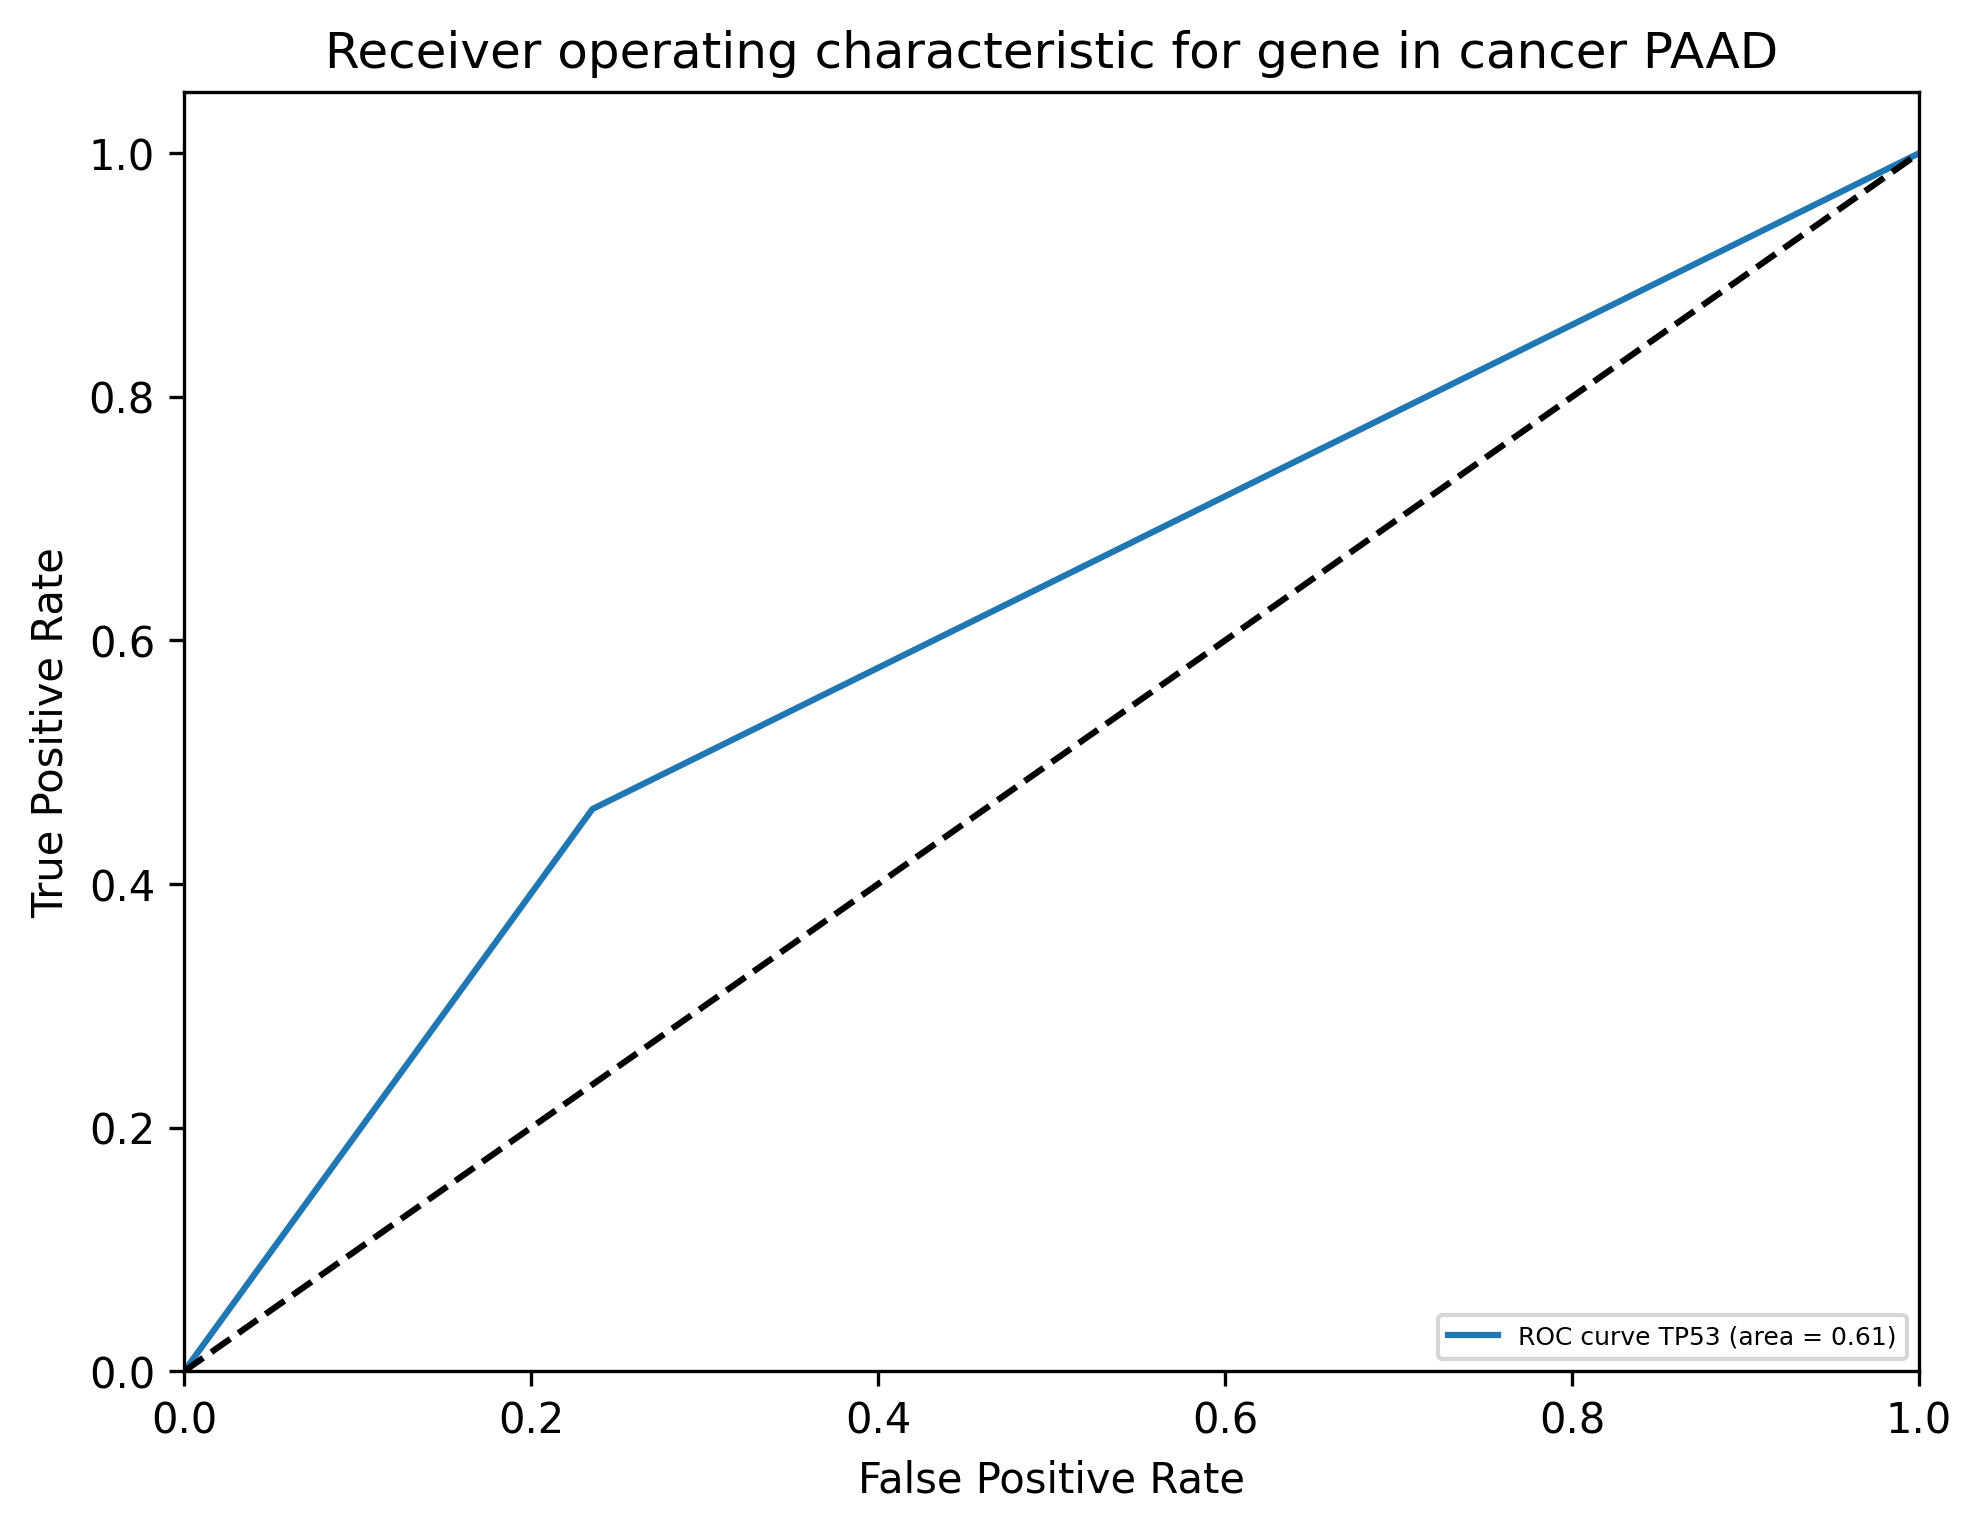 Receiver operating characteristic for gene in cancer PAAD
True Positive Rate
1.0
0.8
0.6
0.4
0.2
0.0
0.0 0.2 0.4 0.6 0.8 1.0
False Positive Rate
ROC curve TP53 (area = 0.61)